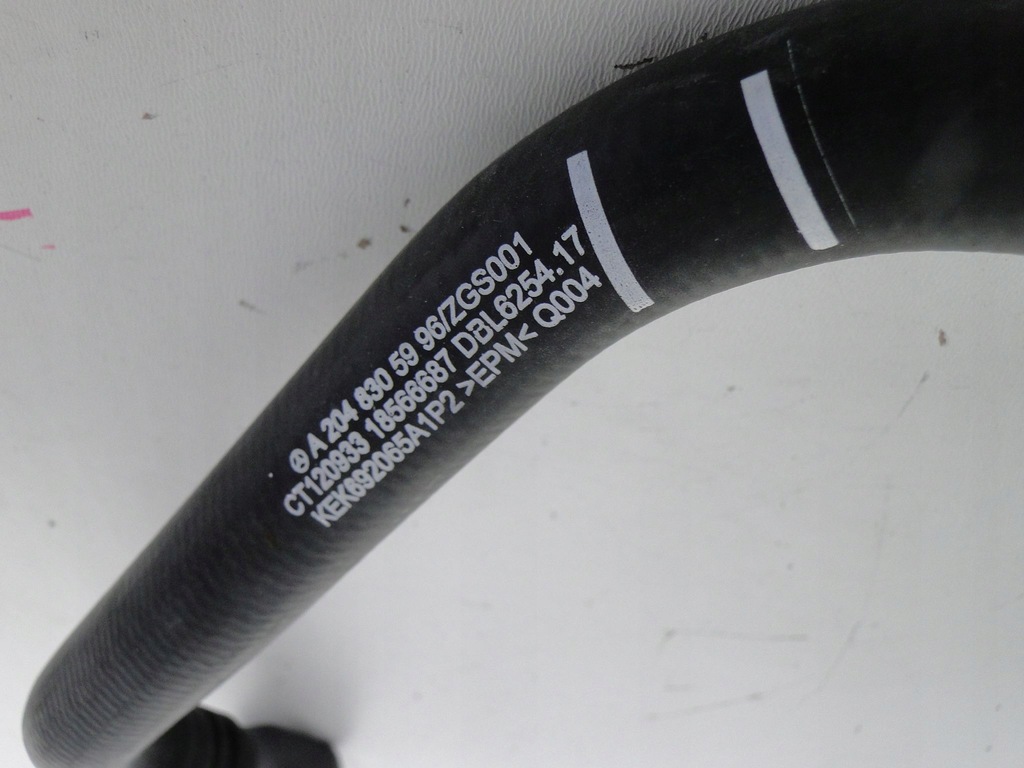 A 204 830 59 96/ZGS001
CT120933 18566687 DBL6254.17
KEK692065A1P2 >EPM< Q004